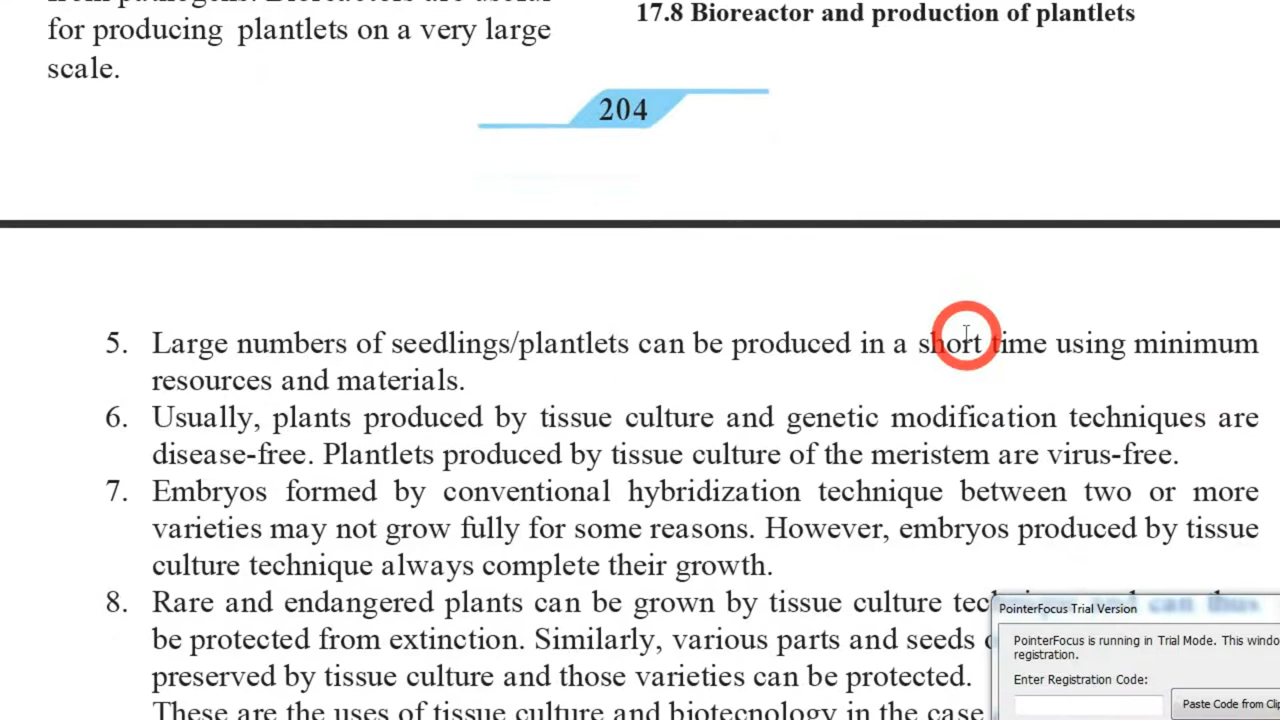 for producing plantlets on a very large
scale.
17.8 Bioreactor and production of plantlets
204
5. Large numbers of seedlings/plantlets can be produced in a short time using minimum
resources and materials.
6. Usually, plants produced by tissue culture and genetic modification techniques are
disease-free. Plantlets produced by tissue culture of the meristem are virus-free.
7. Embryos formed by conventional hybridization technique between two or more
varieties may not grow fully for some reasons. However, embryos produced by tissue
culture technique always complete their growth.
8. Rare and endangered plants can be grown by tissue culture
be protected from extinction. Similarly, various parts and seeds
preserved by tissue culture and those varieties can be protected.
These are the uses of tissue culture and biotecnology in the case
PointerFocus Trial Version
PointerFocus is running in Trial Mode. This
registration.
Enter Registration Code:
Paste Code from